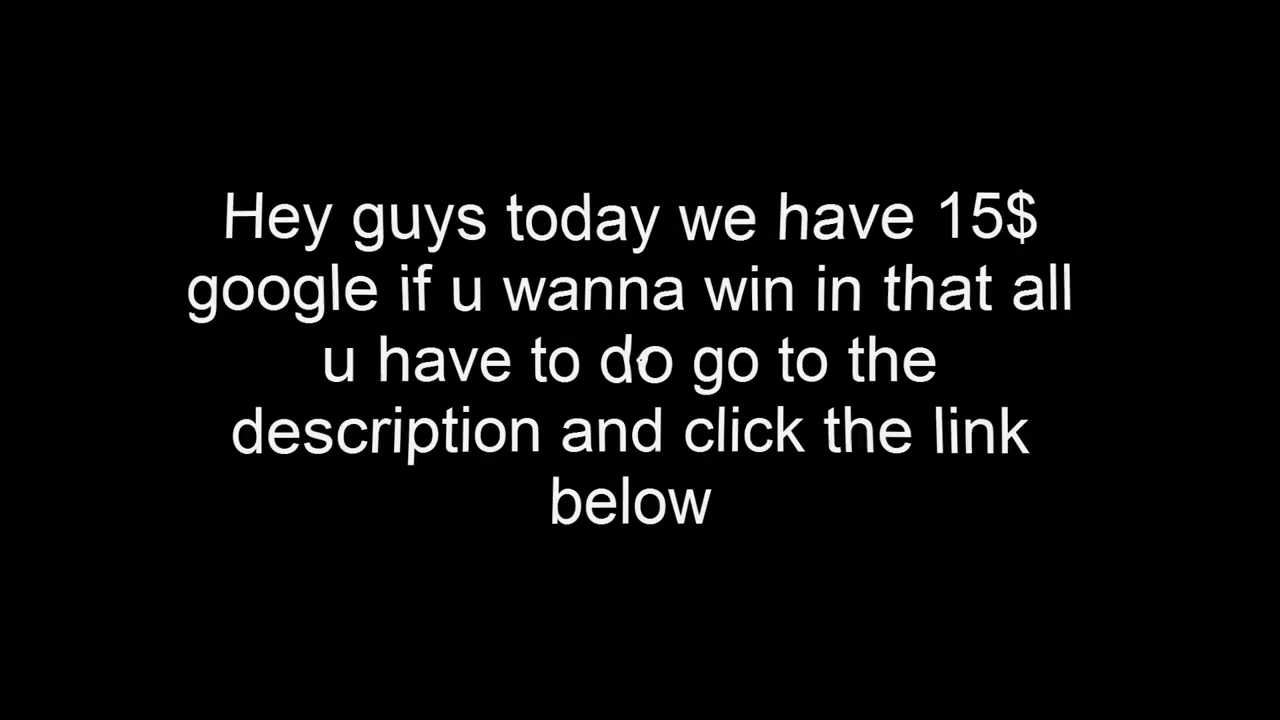 Hey guys today we have 15$
google if u wanna win in that all
u have to do go to the
description and click the link
below